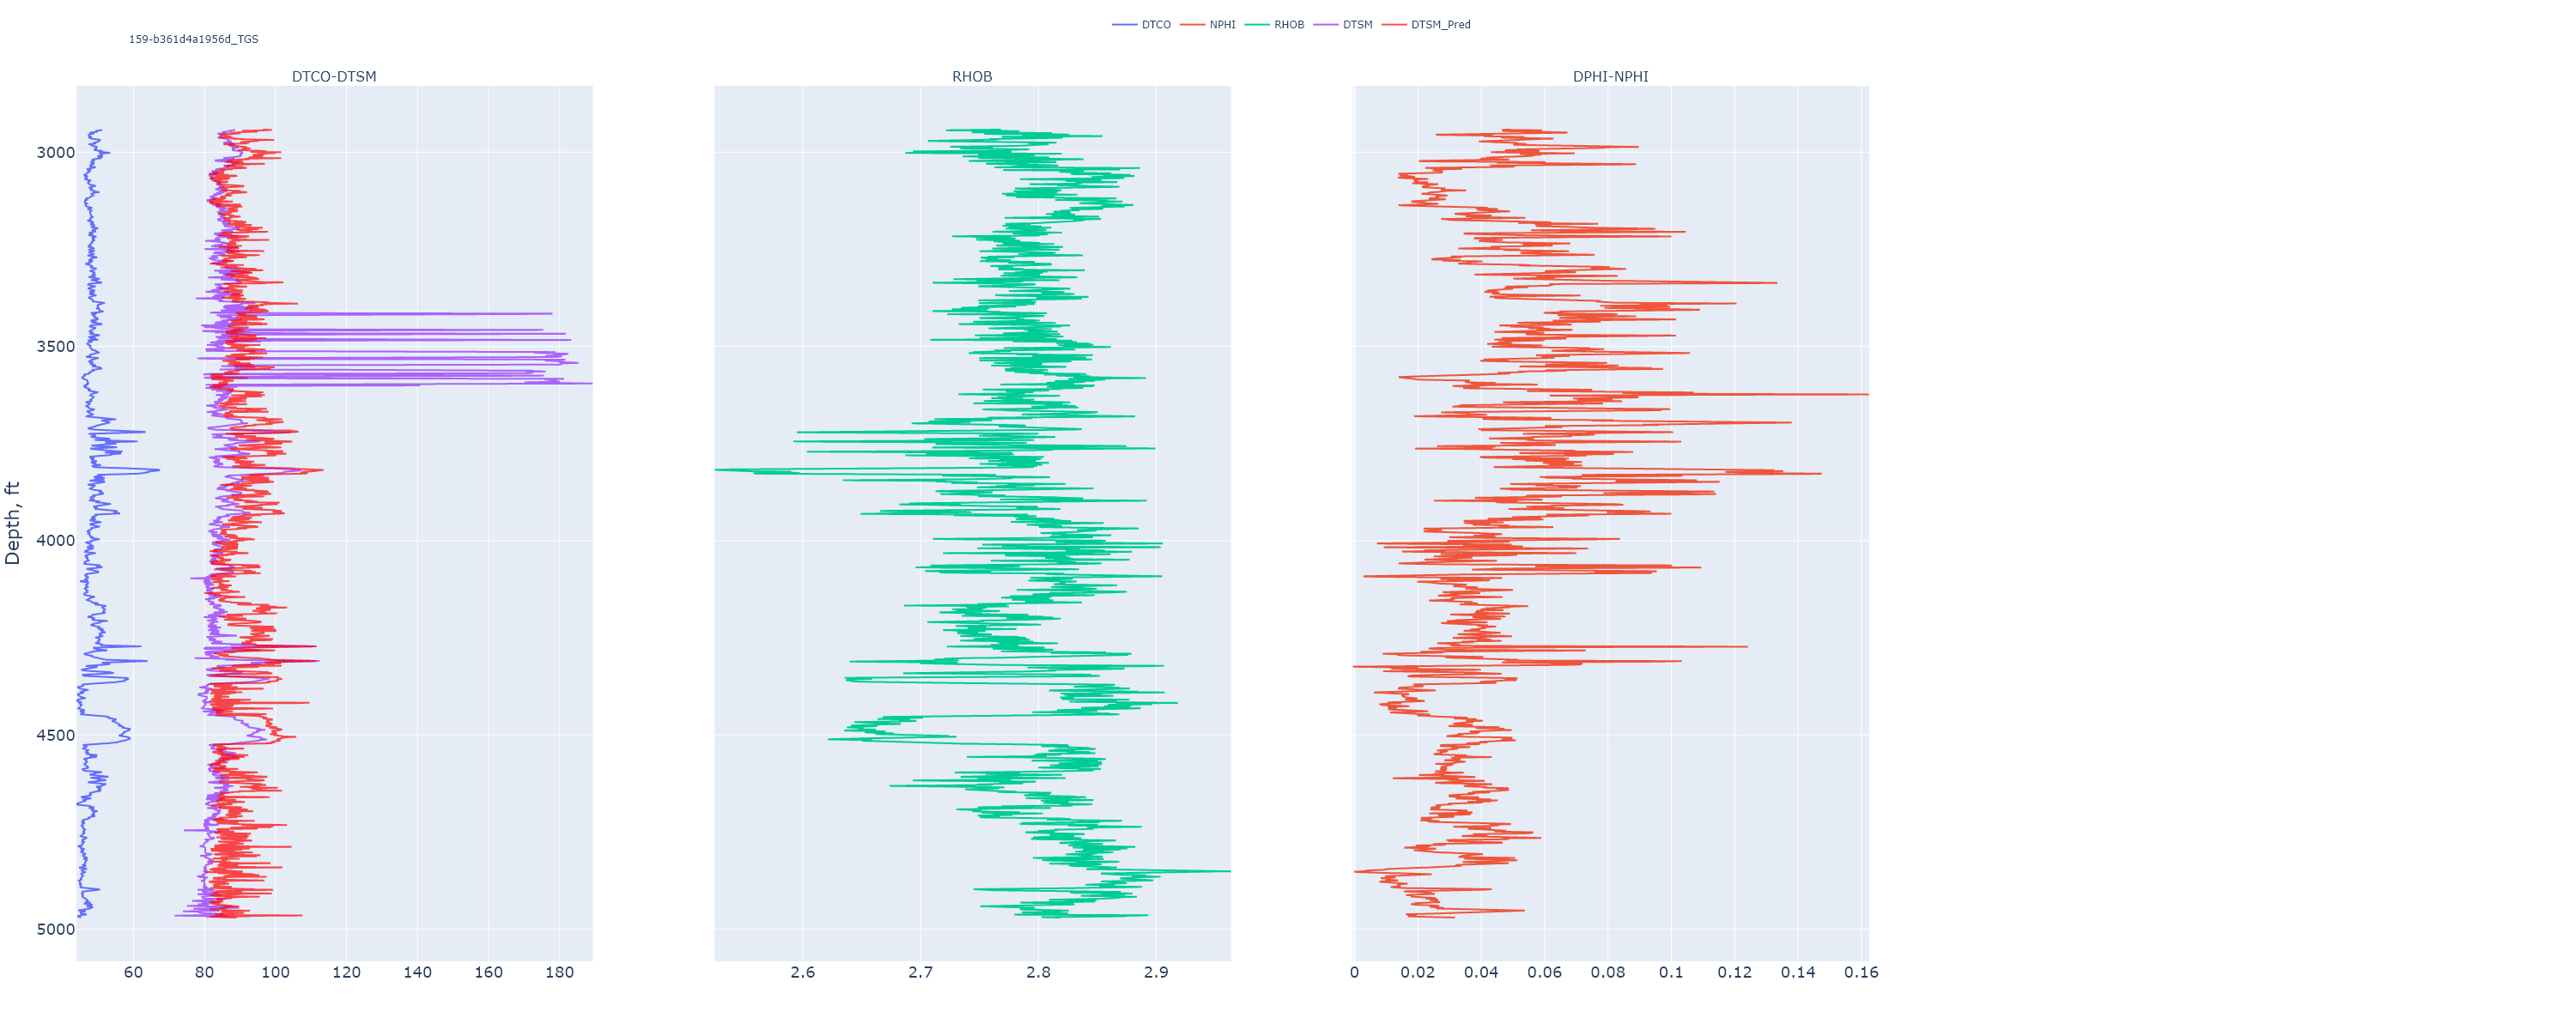 DTCO NPHI RHOB DTSM DTSM_Pred
159-b361d4a1956d_TGS
DTCO-DTSM RHOB DPHI-NPHI
Depth, ft
3000
3500
4000
4500
5000
60 80 100 120 140 160 180
2.6 2.7 2.8 2.9
0 0.02 0.04 0.06 0.08 0.1 0.12 0.14 0.16